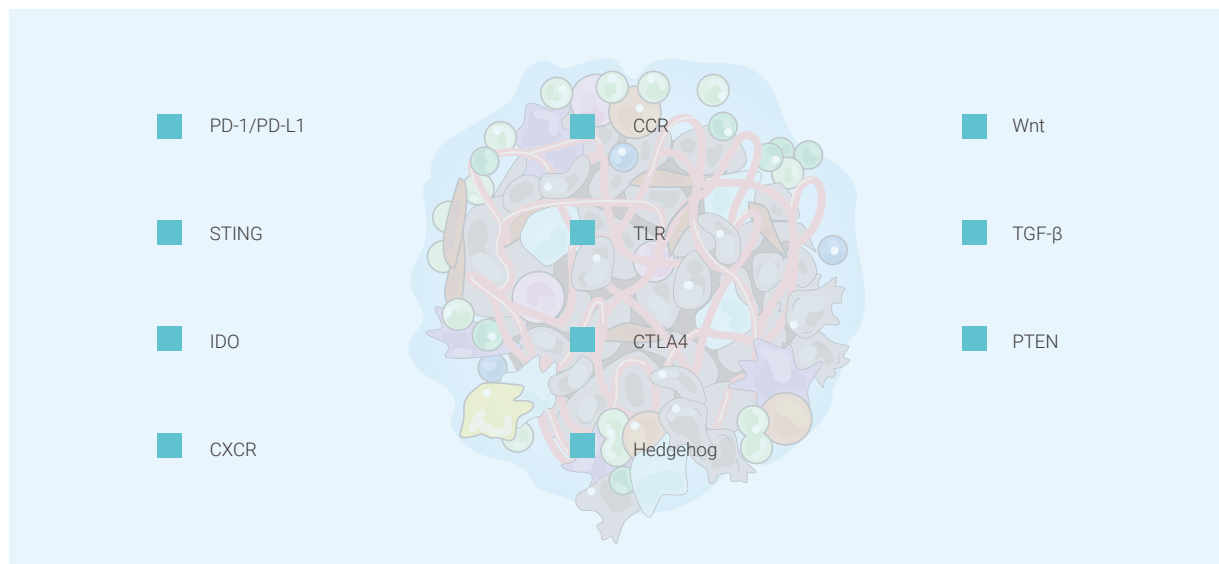 PD-1/PD-L1
STING
IDO
CXCR
CCR
TLR
CTLA4
Hedgehog
Wnt
TGF-β
PTEN